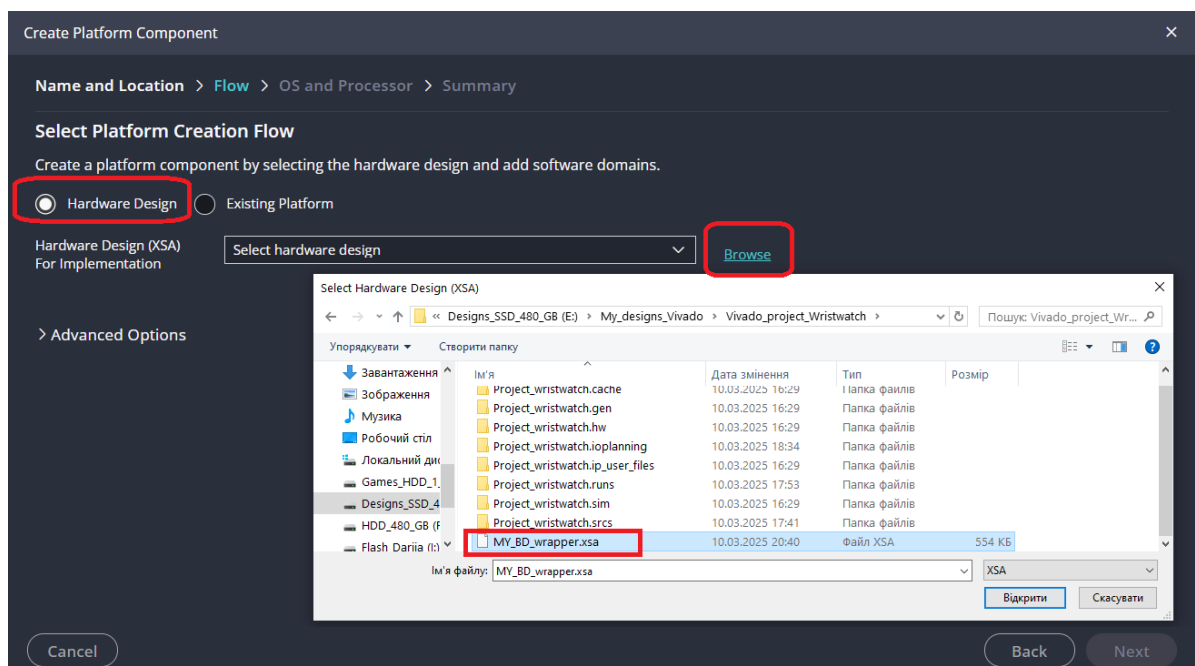 Create Platform Component
Name and Location > Flow > OS and Processor > Summary
Select Platform Creation Flow
Create a platform component by selecting the hardware design and add software domains.
Hardware Design Existing Platform
Hardware Design (XSA)
For Implementation
Select hardware design
Browse
> Advanced Options
Select Hardware Design (XSA)
« Designs_SSD_480_GB (E:) > My_designs_Vivado > Vivado_project_Wristwatch >
Пошук: Vivado_project_Wr...
Упорядкувати Створити папку
Ім'я Дата змінення Тип Розмір
Завантаження
Зображення
Музика
Робочий стіл
Локальний дис
Games_HDD_1_
Designs_SSD_4
HDD_480_GB (F
Flash Dariia (I:)
Project_wristwatch.cache 10.03.2025 16:29 Папка файлів
Project_wristwatch.gen 10.03.2025 16:29 Папка файлів
Project_wristwatch.hw 10.03.2025 16:29 Папка файлів
Project_wristwatch.ioplanning 10.03.2025 18:34 Папка файлів
Project_wristwatch.ip_user_files 10.03.2025 16:29 Папка файлів
Project_wristwatch.runs 10.03.2025 17:53 Папка файлів
Project_wristwatch.sim 10.03.2025 16:29 Папка файлів
Project_wristwatch.srcs 10.03.2025 17:41 Папка файлів
MY_BD_wrapper.xsa 10.03.2025 20:40 Файл XSA 554 КБ
Ім'я файлу: MY_BD_wrapper.xsa XSA
Відкрити Скасувати
Cancel Back Next